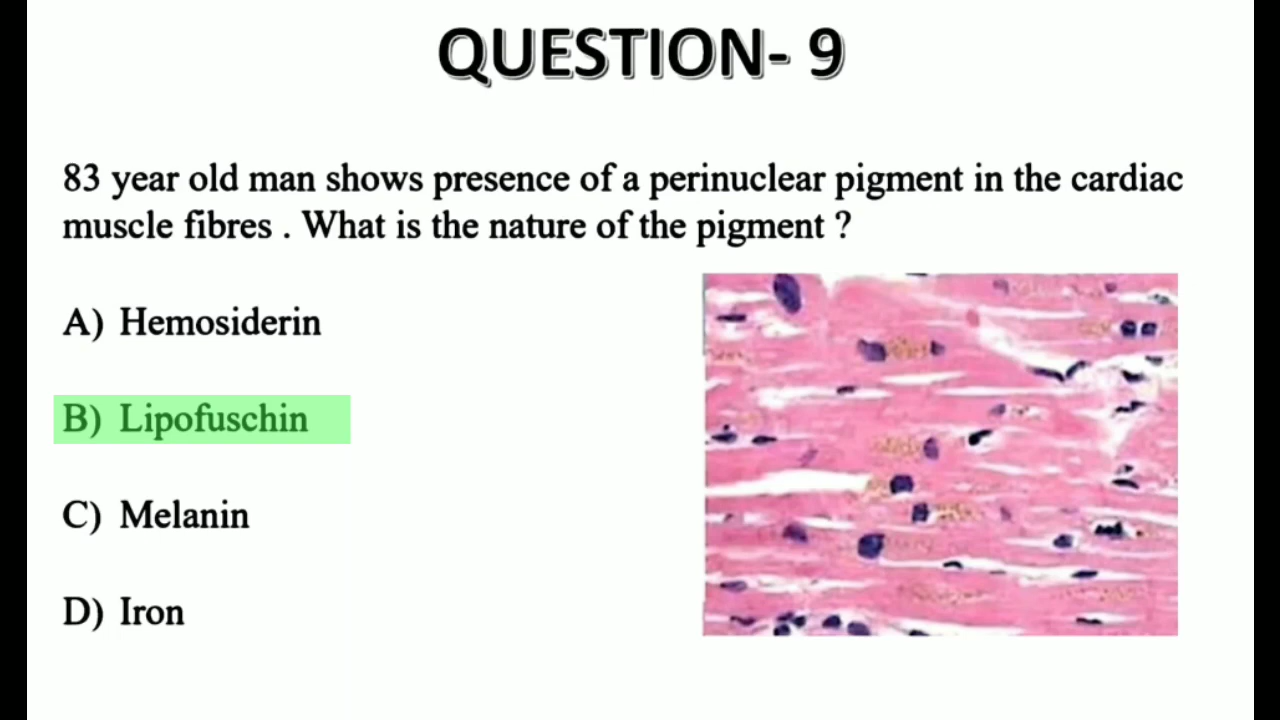 QUESTION- 9
83 year old man shows presence of a perinuclear pigment in the cardiac
muscle fibres . What is the nature of the pigment ?
A) Hemosiderin
B) Lipofuschin
C) Melanin
D) Iron